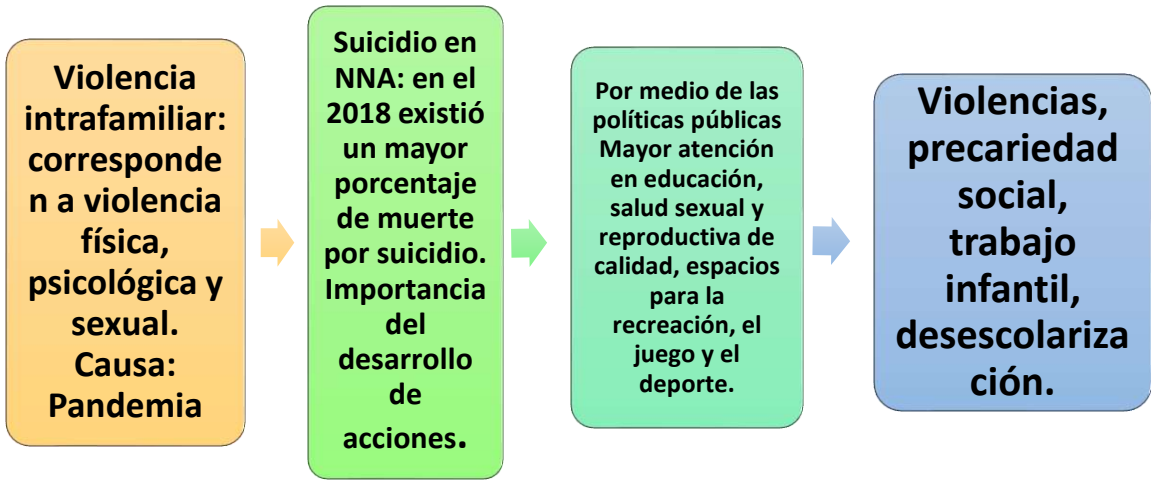 Violencia
intrafamiliar:
corresponde
n a violencia
física,
psicológica y
sexual.
Causa:
Pandemia
Suicidio en
NNA: en el
2018 existió
un mayor
porcentaje
de muerte
por suicidio.
Importancia
del
desarrollo
de
acciones.
Por medio de las
políticas públicas
Mayor atención
en educación,
salud sexual y
reproductiva de
calidad, espacios
para la
recreación, el
juego y el
deporte.
Violencias,
precariedad
social,
trabajo
infantil,
desescolariza
ción.